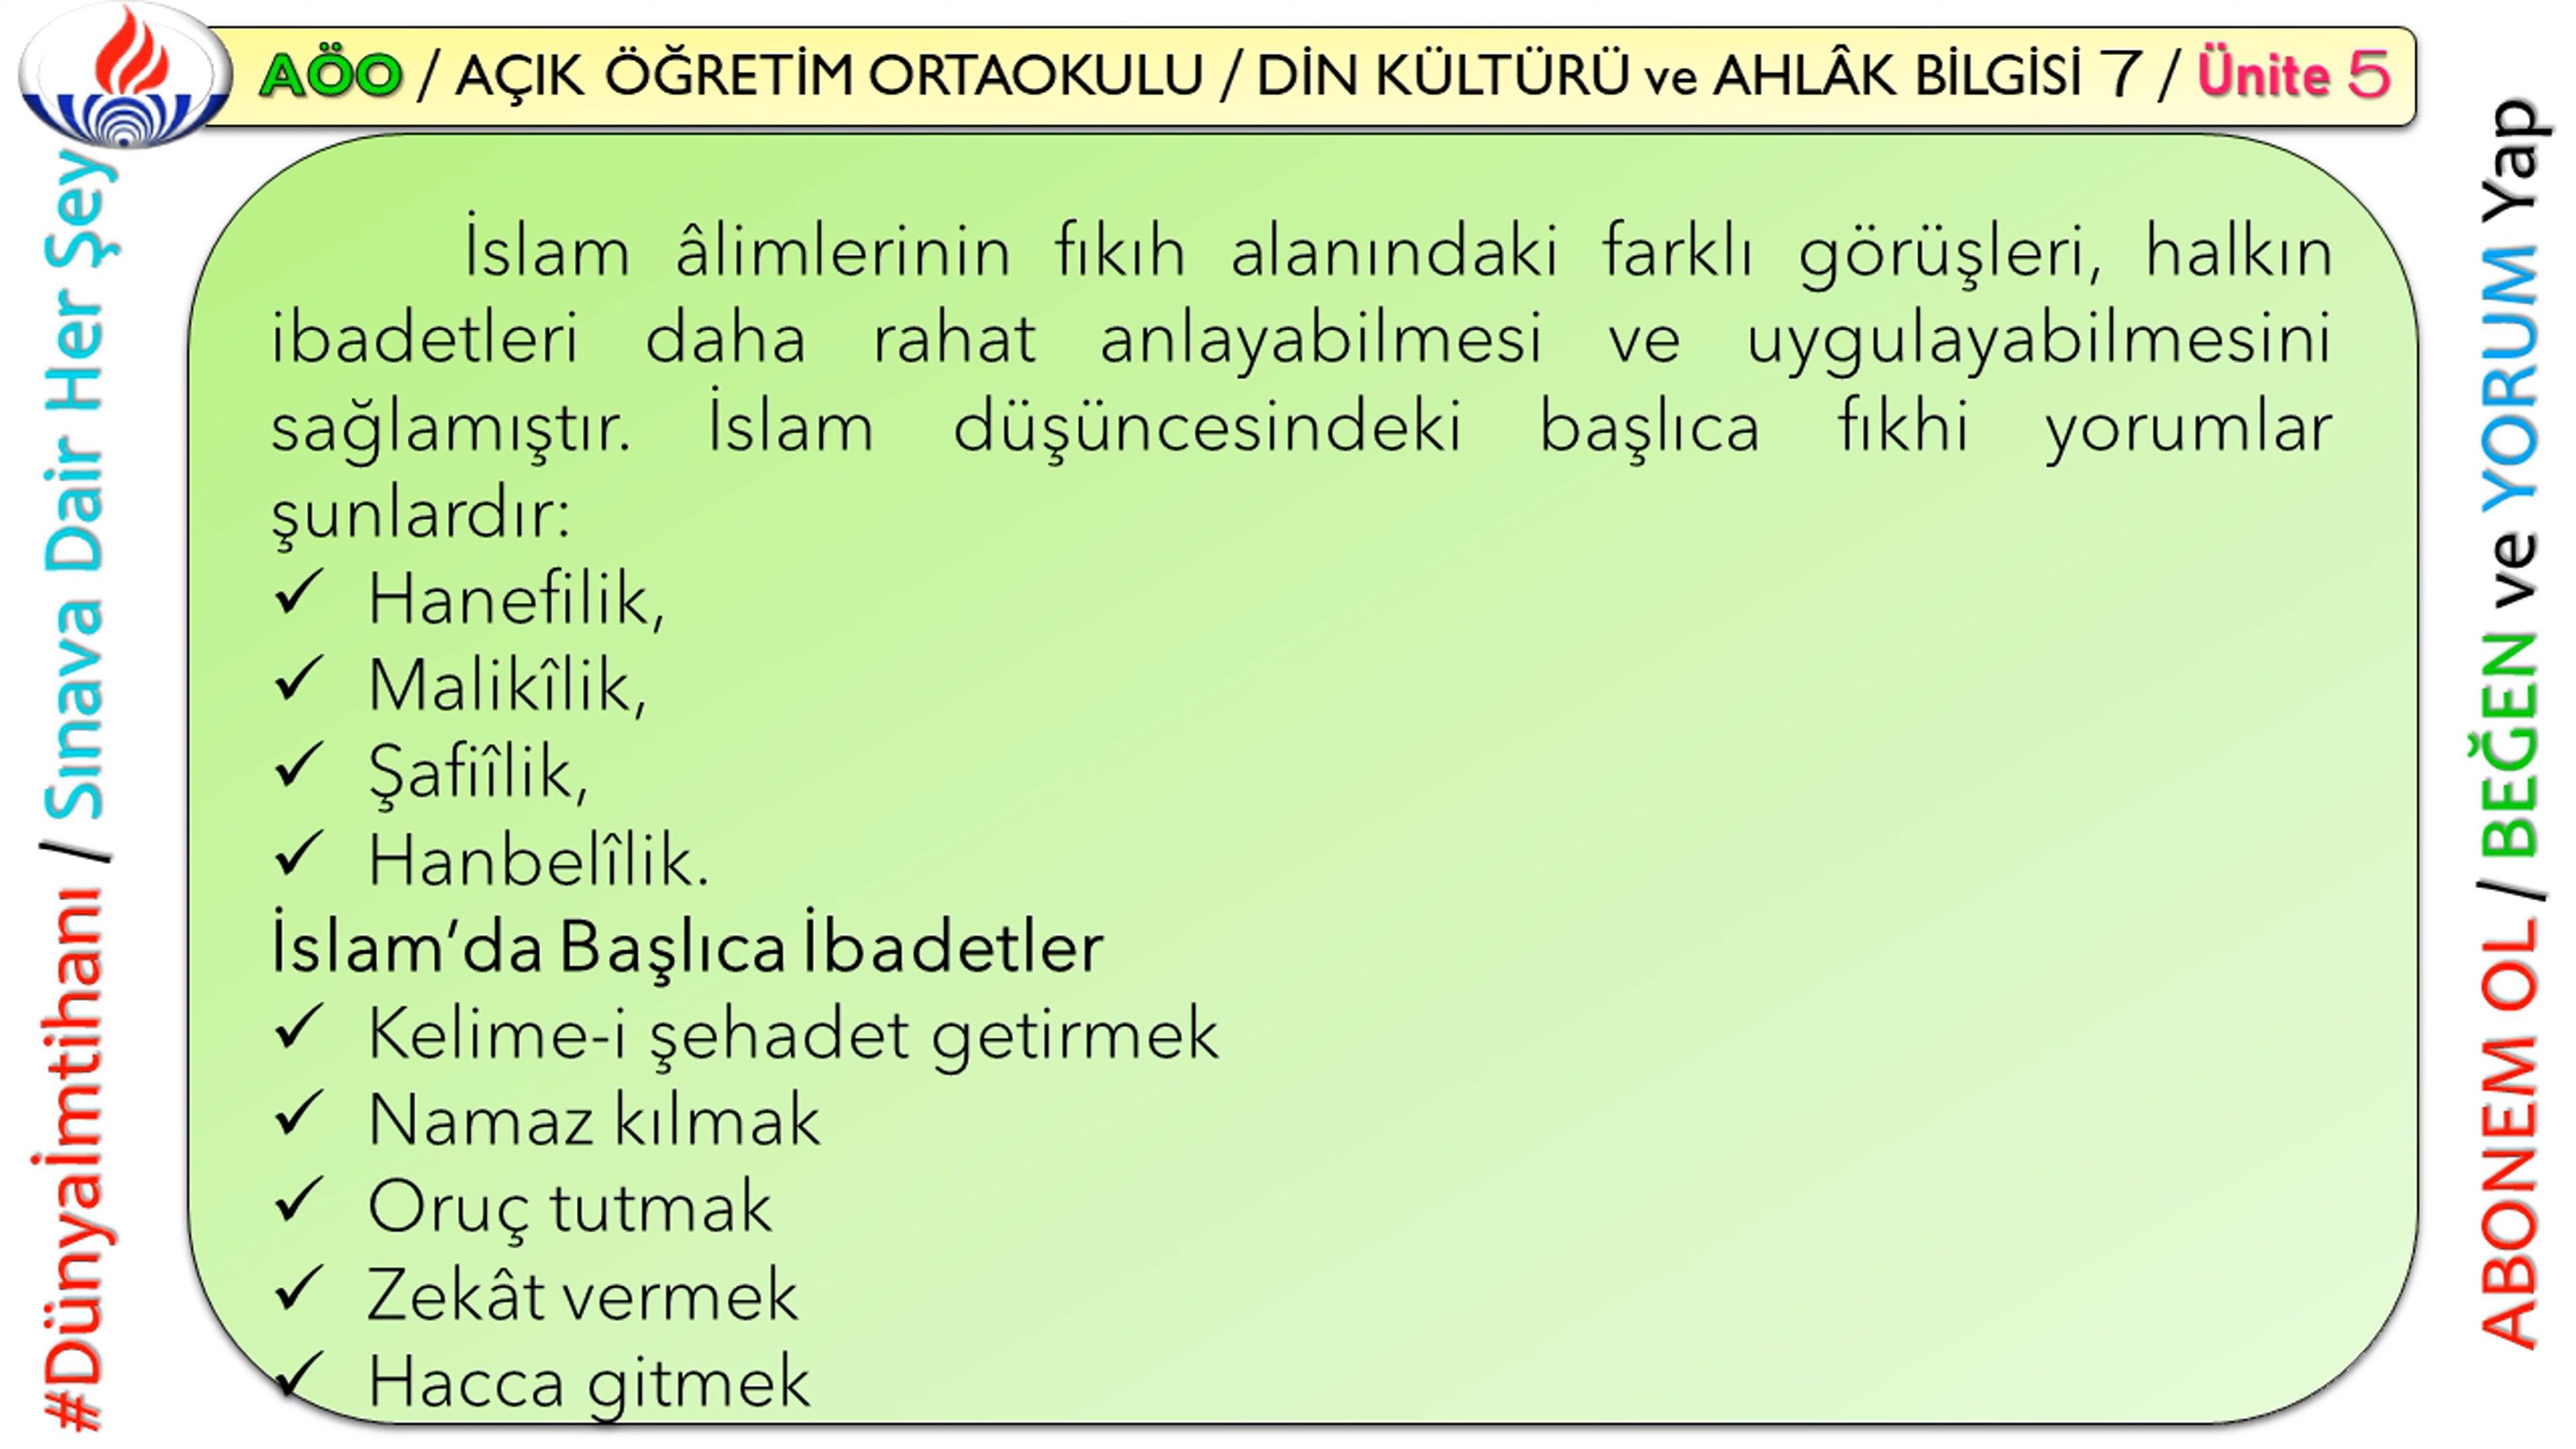 AÖO / AÇIK ÖĞRETİM ORTAOKULU / DİN KÜLTÜRÜ ve AHLÂK BİLGİSİ 7 / Ünite 5
#Dünyaİmtihanı / Sınava Dair Her Şey
İslam âlimlerinin fıkıh alanındaki farklı görüşleri, halkın
ibadetleri daha rahat anlayabilmesi ve uygulayabilmesini
sağlamıştır. İslam düşüncesindeki başlıca fıkhi yorumlar
şunlardır:
✓ Hanefilik,
✓ Malikîlik,
✓ Şafiîlik,
✓ Hanbelîlik.
İslam’da Başlıca İbadetler
✓ Kelime-i şehadet getirmek
✓ Namaz kılmak
✓ Oruç tutmak
✓ Zekât vermek
✓ Hacca gitmek
ABONEM OL / BEĞEN ve YORUM Yap